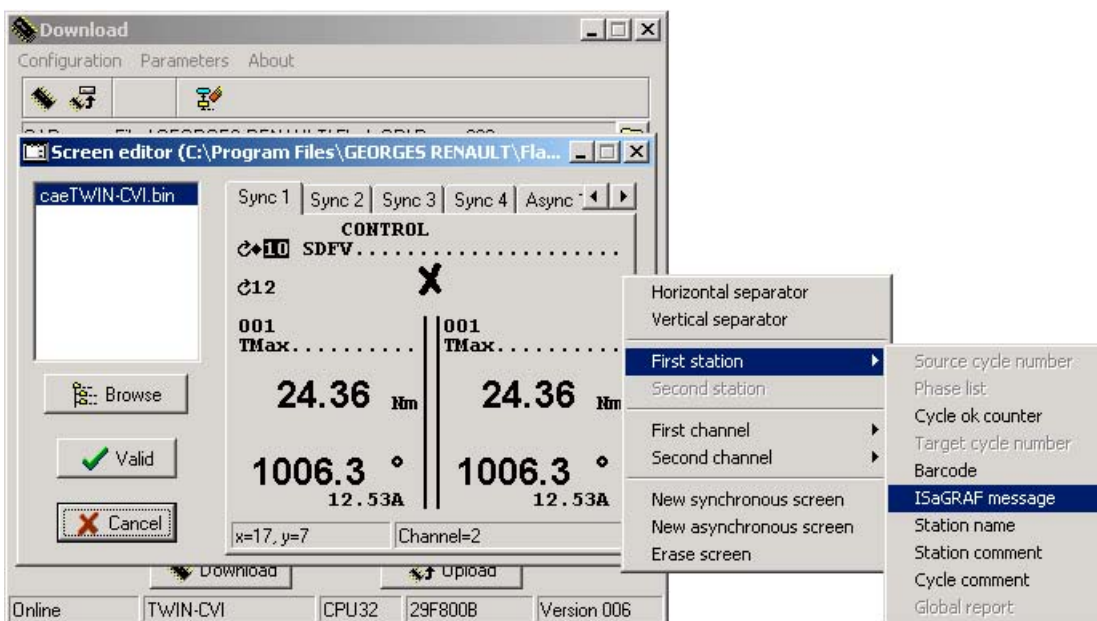 Download
Configuration Parameters About
Screen editor (C:\Program Files\GEORGES RENAULT\Fla...
caeTWIN-CVI.bin
Browse
Valid
Cancel
Sync 1 Sync 2 Sync 3 Sync 4 Async
CONTROL
10 SDFV......................
12
001 001
TMax.......... TMax..........
24.36 Nm 24.36 Nm
1006.3 ° 1006.3 °
12.53A 12.53A
x=17, y=7 Channel=2
Horizontal separator
Vertical separator
First station
Second station
First channel
Second channel
New synchronous screen
New asynchronous screen
Erase screen
Source cycle number
Phase list
Cycle ok counter
Target cycle number
Barcode
ISaGRAF message
Station name
Station comment
Cycle comment
Global report
Download Upload
Online TWIN-CVI CPU32 29F800B Version 006